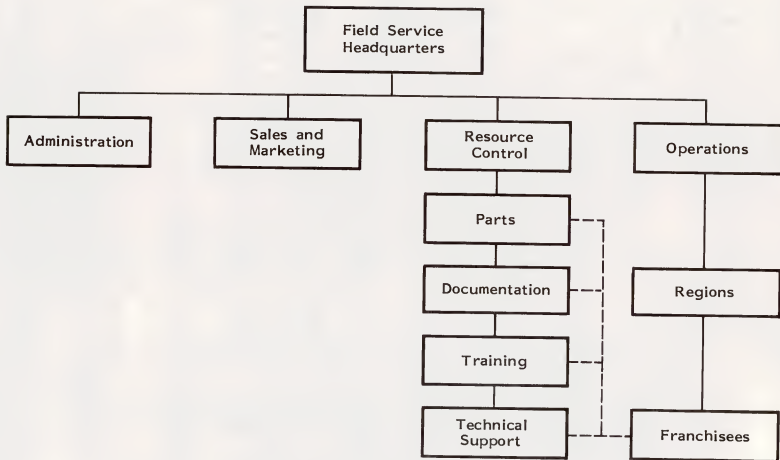 Field Service
Headquarters
Administration
Sales and
Marketing
Resource
Control
Operations
Parts
Documentation
Regions
Training
Technical
Support
Franchisees